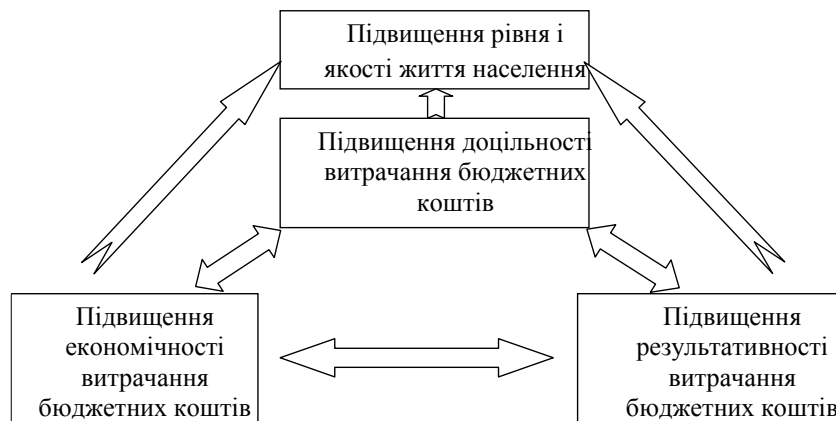 Підвищення рівня і
якості життя населення
Підвищення доцільності
витрачання бюджетних
коштів
Підвищення
економічності
витрачання
бюджетних коштів
Підвищення
результативності
витрачання
бюджетних коштів